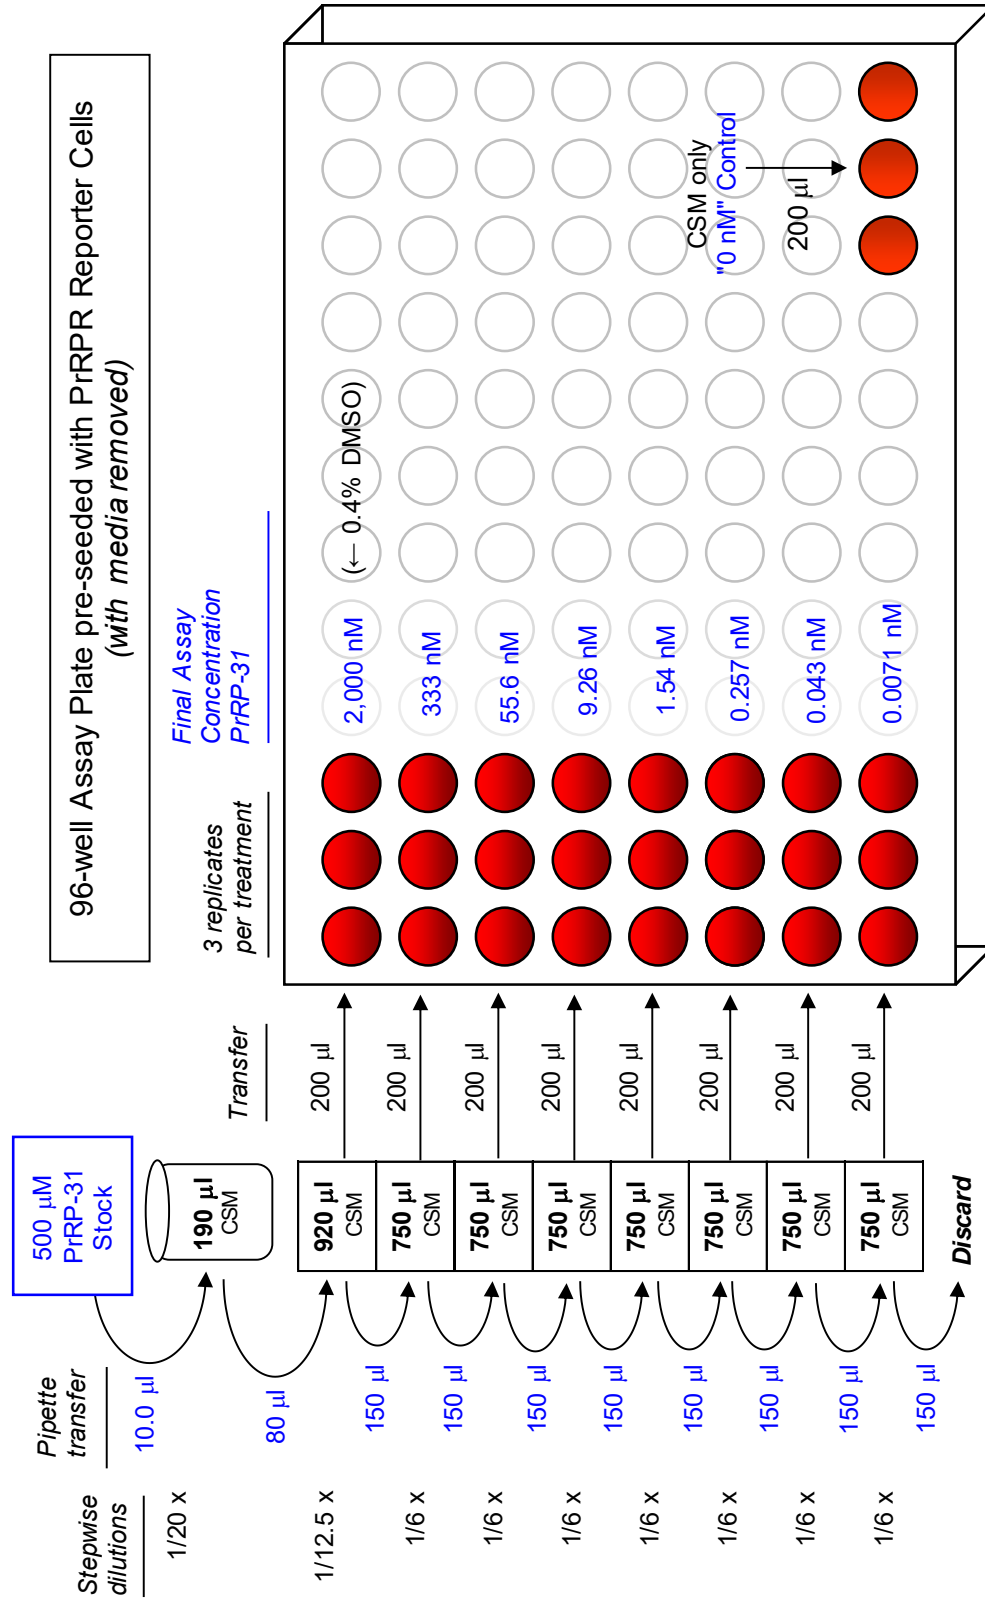 96-well Assay Plate pre-seeded with PrRPR Reporter Cells
(with media removed)
Stepwise
dilutions
Pipette
transfer
500 µM
PrRP-31
Stock
Transfer
3 replicates
per treatment
Final Assay
Concentration
PrRP-31
1/20 x
10.0 µl
190 µl
CSM
80 µl
1/12.5 x
920 µl
CSM
200 µl
2,000 nM
(← 0.4% DMSO)
150 µl
1/6 x
750 µl
CSM
200 µl
333 nM
150 µl
1/6 x
750 µl
CSM
200 µl
55.6 nM
150 µl
1/6 x
750 µl
CSM
200 µl
9.26 nM
150 µl
1/6 x
750 µl
CSM
200 µl
1.54 nM
150 µl
1/6 x
750 µl
CSM
200 µl
0.257 nM
150 µl
1/6 x
750 µl
CSM
200 µl
0.043 nM
150 µl
1/6 x
750 µl
CSM
200 µl
0.0071 nM
150 µl
Discard
CSM only
"0 nM" Control
200 µl